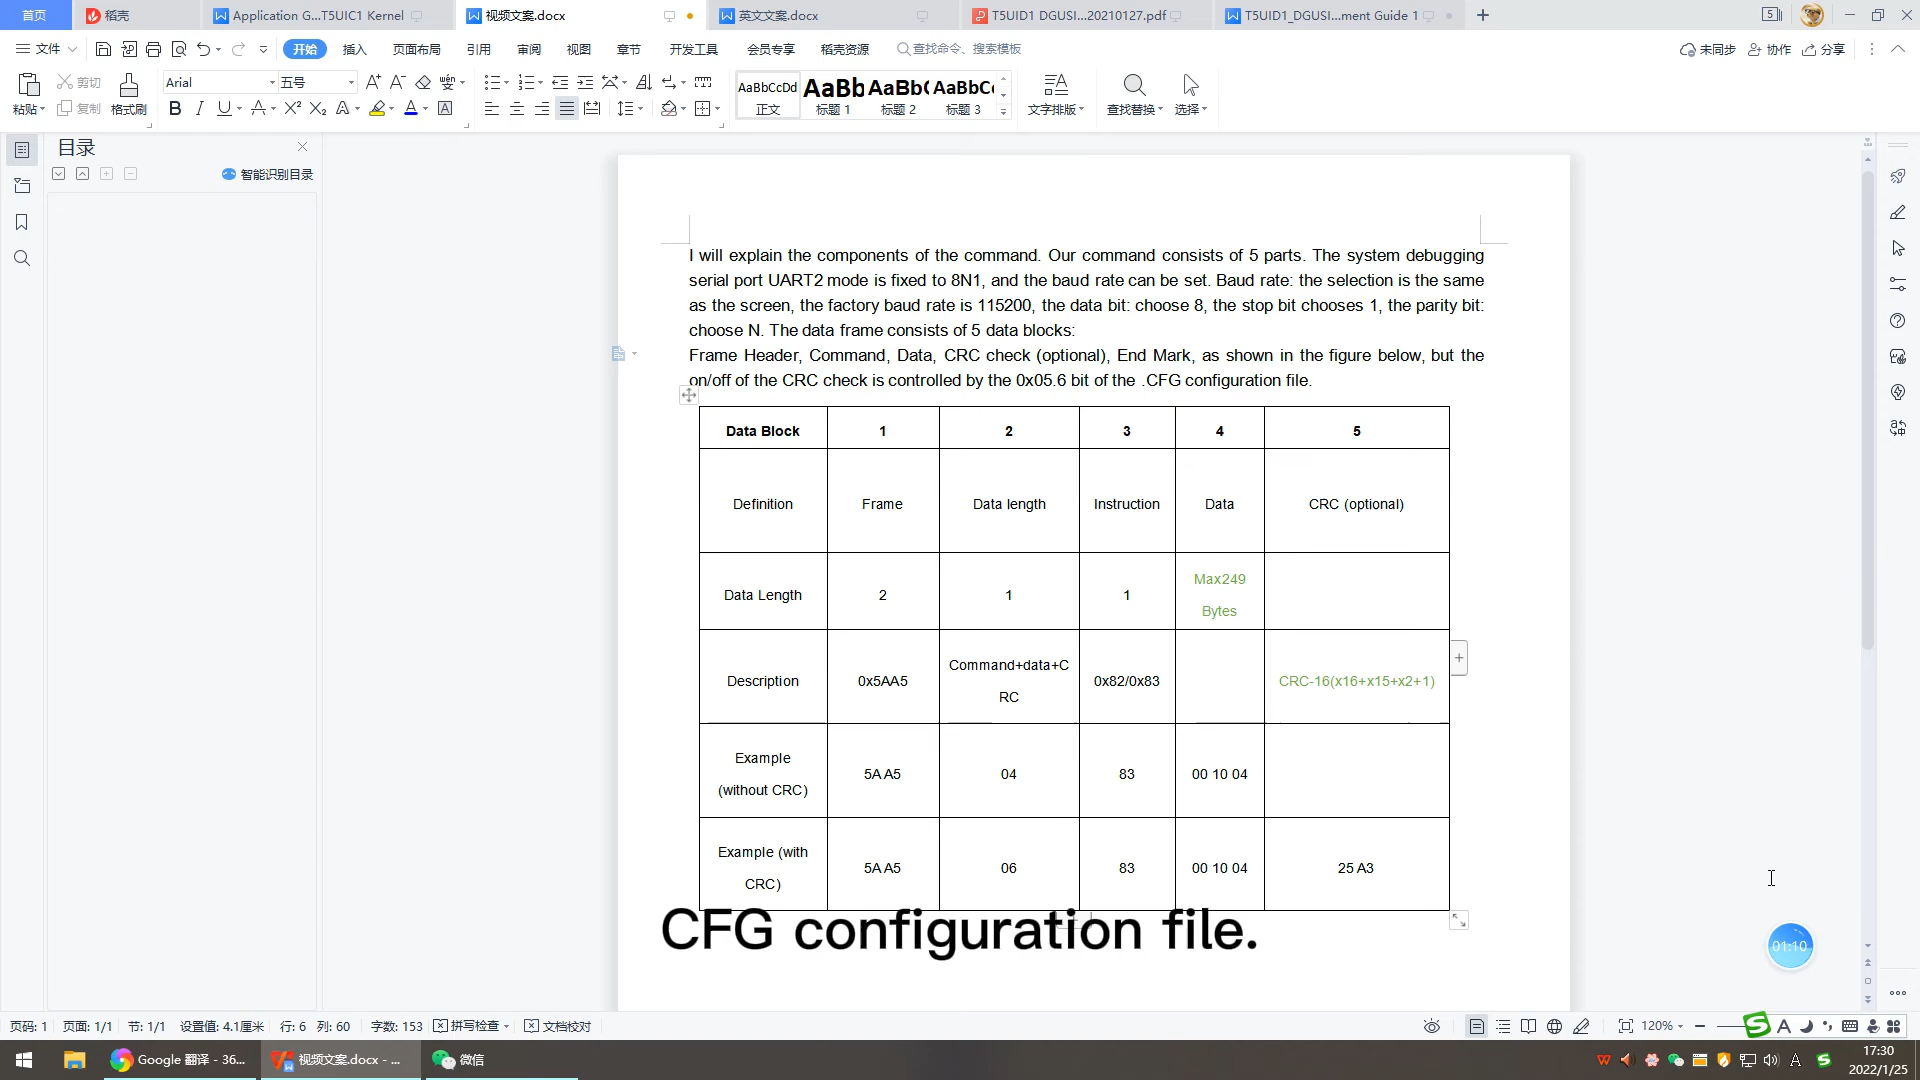 首页
稻壳
Application G...T5UIC1 Kernel
视频文案.docx
英文文案.docx
T5UID1 DGUSI...20210127.pdf
T5UID1_DGUSI...ment Guide 1
5
文件
开始
插入
页面布局
引用
审阅
视图
章节
开发工具
会员专享
稻壳资源
查找命令、搜索模板
未同步
协作
分享
粘贴
剪切
复制
格式刷
Arial
五号
AaBbCcDd
正文
AaBb
标题 1
AaBb(
标题 2
AaBbC
标题 3
文字排版
查找替换
选择
目录
智能识别目录
I will explain the components of the command. Our command consists of 5 parts. The system debugging
serial port UART2 mode is fixed to 8N1, and the baud rate can be set. Baud rate: the selection is the same
as the screen, the factory baud rate is 115200, the data bit: choose 8, the stop bit chooses 1, the parity bit:
choose N. The data frame consists of 5 data blocks:
Frame Header, Command, Data, CRC check (optional), End Mark, as shown in the figure below, but the
on/off of the CRC check is controlled by the 0x05.6 bit of the .CFG configuration file.
Data Block 1 2 3 4 5
Definition Frame Data length Instruction Data CRC (optional)
Data Length 2 1 1 Max249
Bytes
Description 0x5AA5 Command+data+C
RC 0x82/0x83 CRC-16(x16+x15+x2+1)
Example
(without CRC) 5A A5 04 83 00 10 04
Example (with
CRC) 5A A5 06 83 00 10 04 25 A3
CFG configuration file.
01:10
页码: 1 页面: 1/1 节: 1/1 设置值: 4.1厘米 行: 6 列: 60 字数: 153 拼写检查 文档校对
120%
Google 翻译 - 36...
视频文案.docx - ...
微信
17:30
2022/1/25